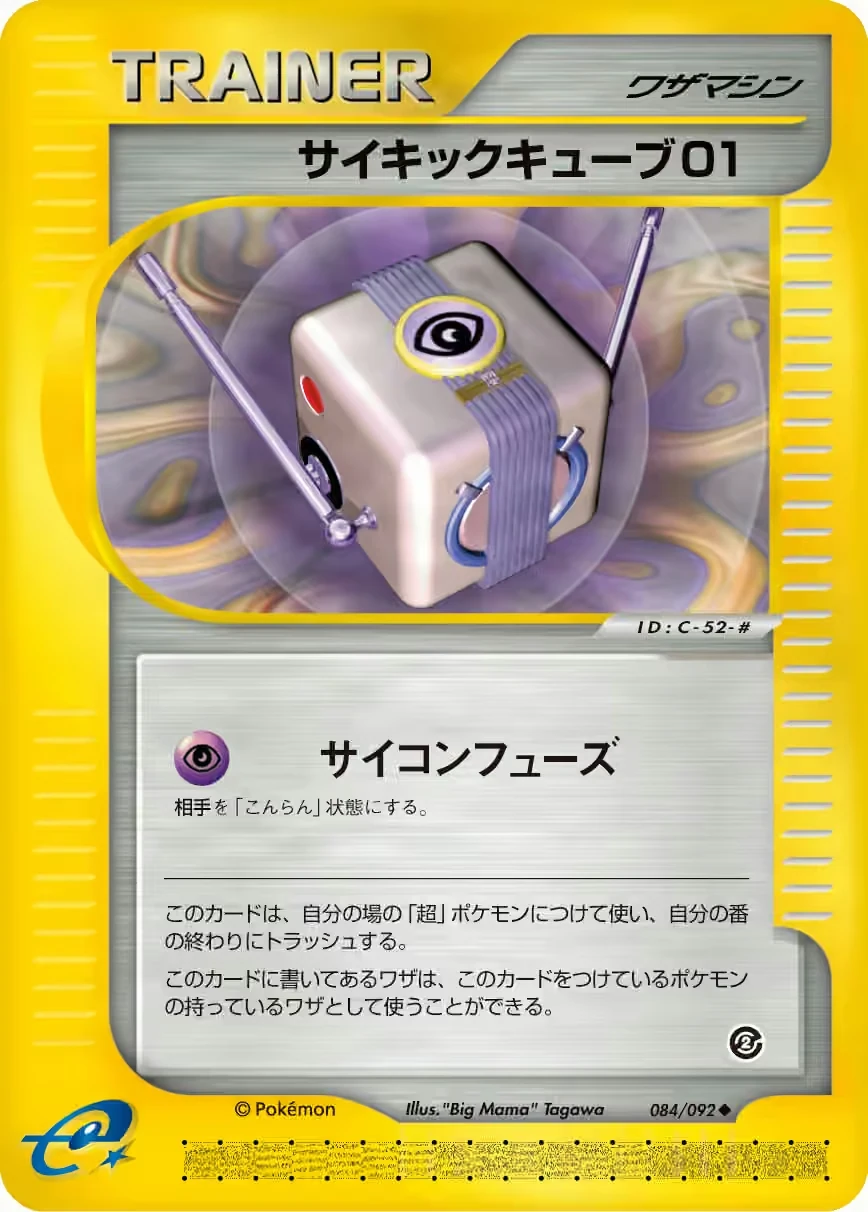 TRAINER
ワザマシン
サイキックキューブ01
ID:C-52-#
サイコンフューズ
相手を「こんらん」状態にする。
このカードは、自分の場の「超」ポケモンにつけて使い、自分の番
の終わりにトラッシュする。
このカードに書いてあるワザは、このカードをつけているポケモン
の持っているワザとして使うことができる。
2
© Pokémon
Illus."Big Mama" Tagawa
084/092◆
e